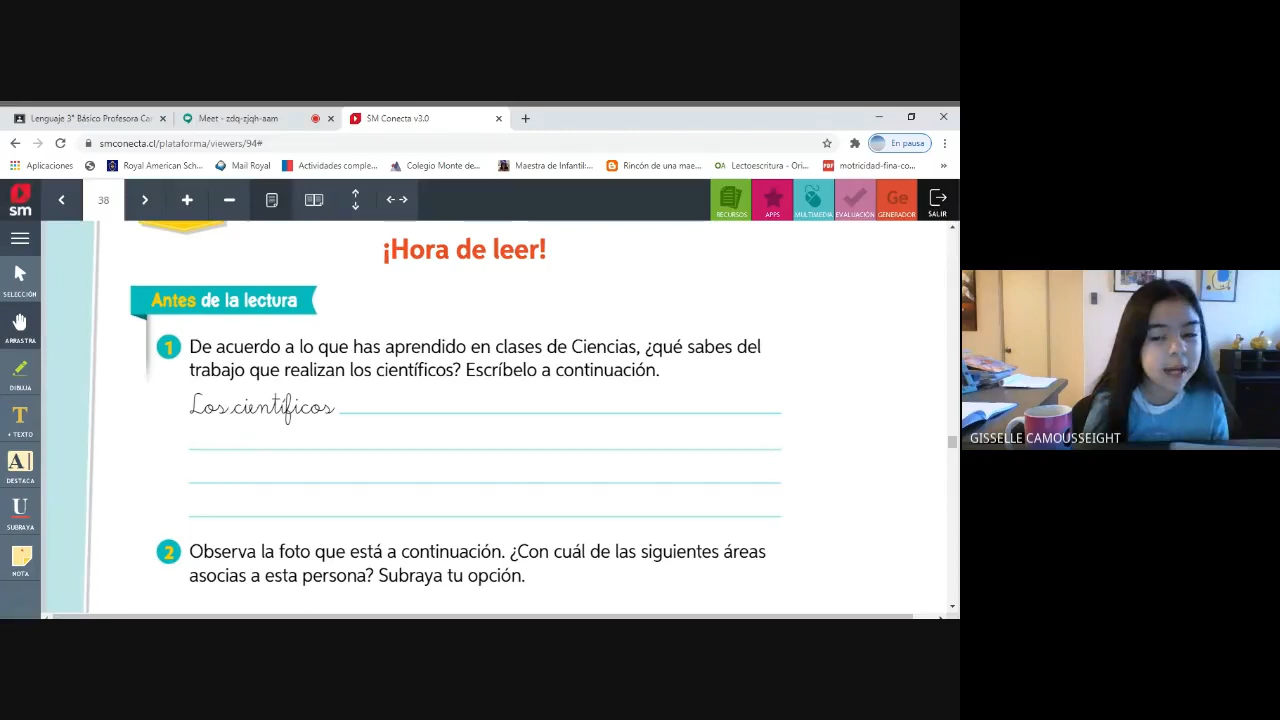 Lenguaje 3° Básico Profesora Ca
Meet - zdq-zjqh-aam
SM Conecta v3.0
smconecta.cl/plataforma/viewers/94#
En pausa
Aplicaciones
Royal American Sch...
Mail Royal
Actividades comple...
Colegio Monte de...
Maestra de Infantil:...
Rincón de una mae...
OA Lectoescritura - Ori...
PDF motricidad-fina-co...
»
sm
38
RECURSOS
APPS
MULTIMEDIA
EVALUACIÓN
Ge
GENERADOR
SALIR
SELECCIÓN
ARRASTRA
DIBUJA
T
+ TEXTO
A
DESTACA
U
SUBRAYA
NOTA
¡Hora de leer!
Antes de la lectura
1 De acuerdo a lo que has aprendido en clases de Ciencias, ¿qué sabes del
trabajo que realizan los científicos? Escríbelo a continuación.
Los científicos
2 Observa la foto que está a continuación. ¿Con cuál de las siguientes áreas
asocias a esta persona? Subraya tu opción.
GISSELLE CAMOUSSEIGHT